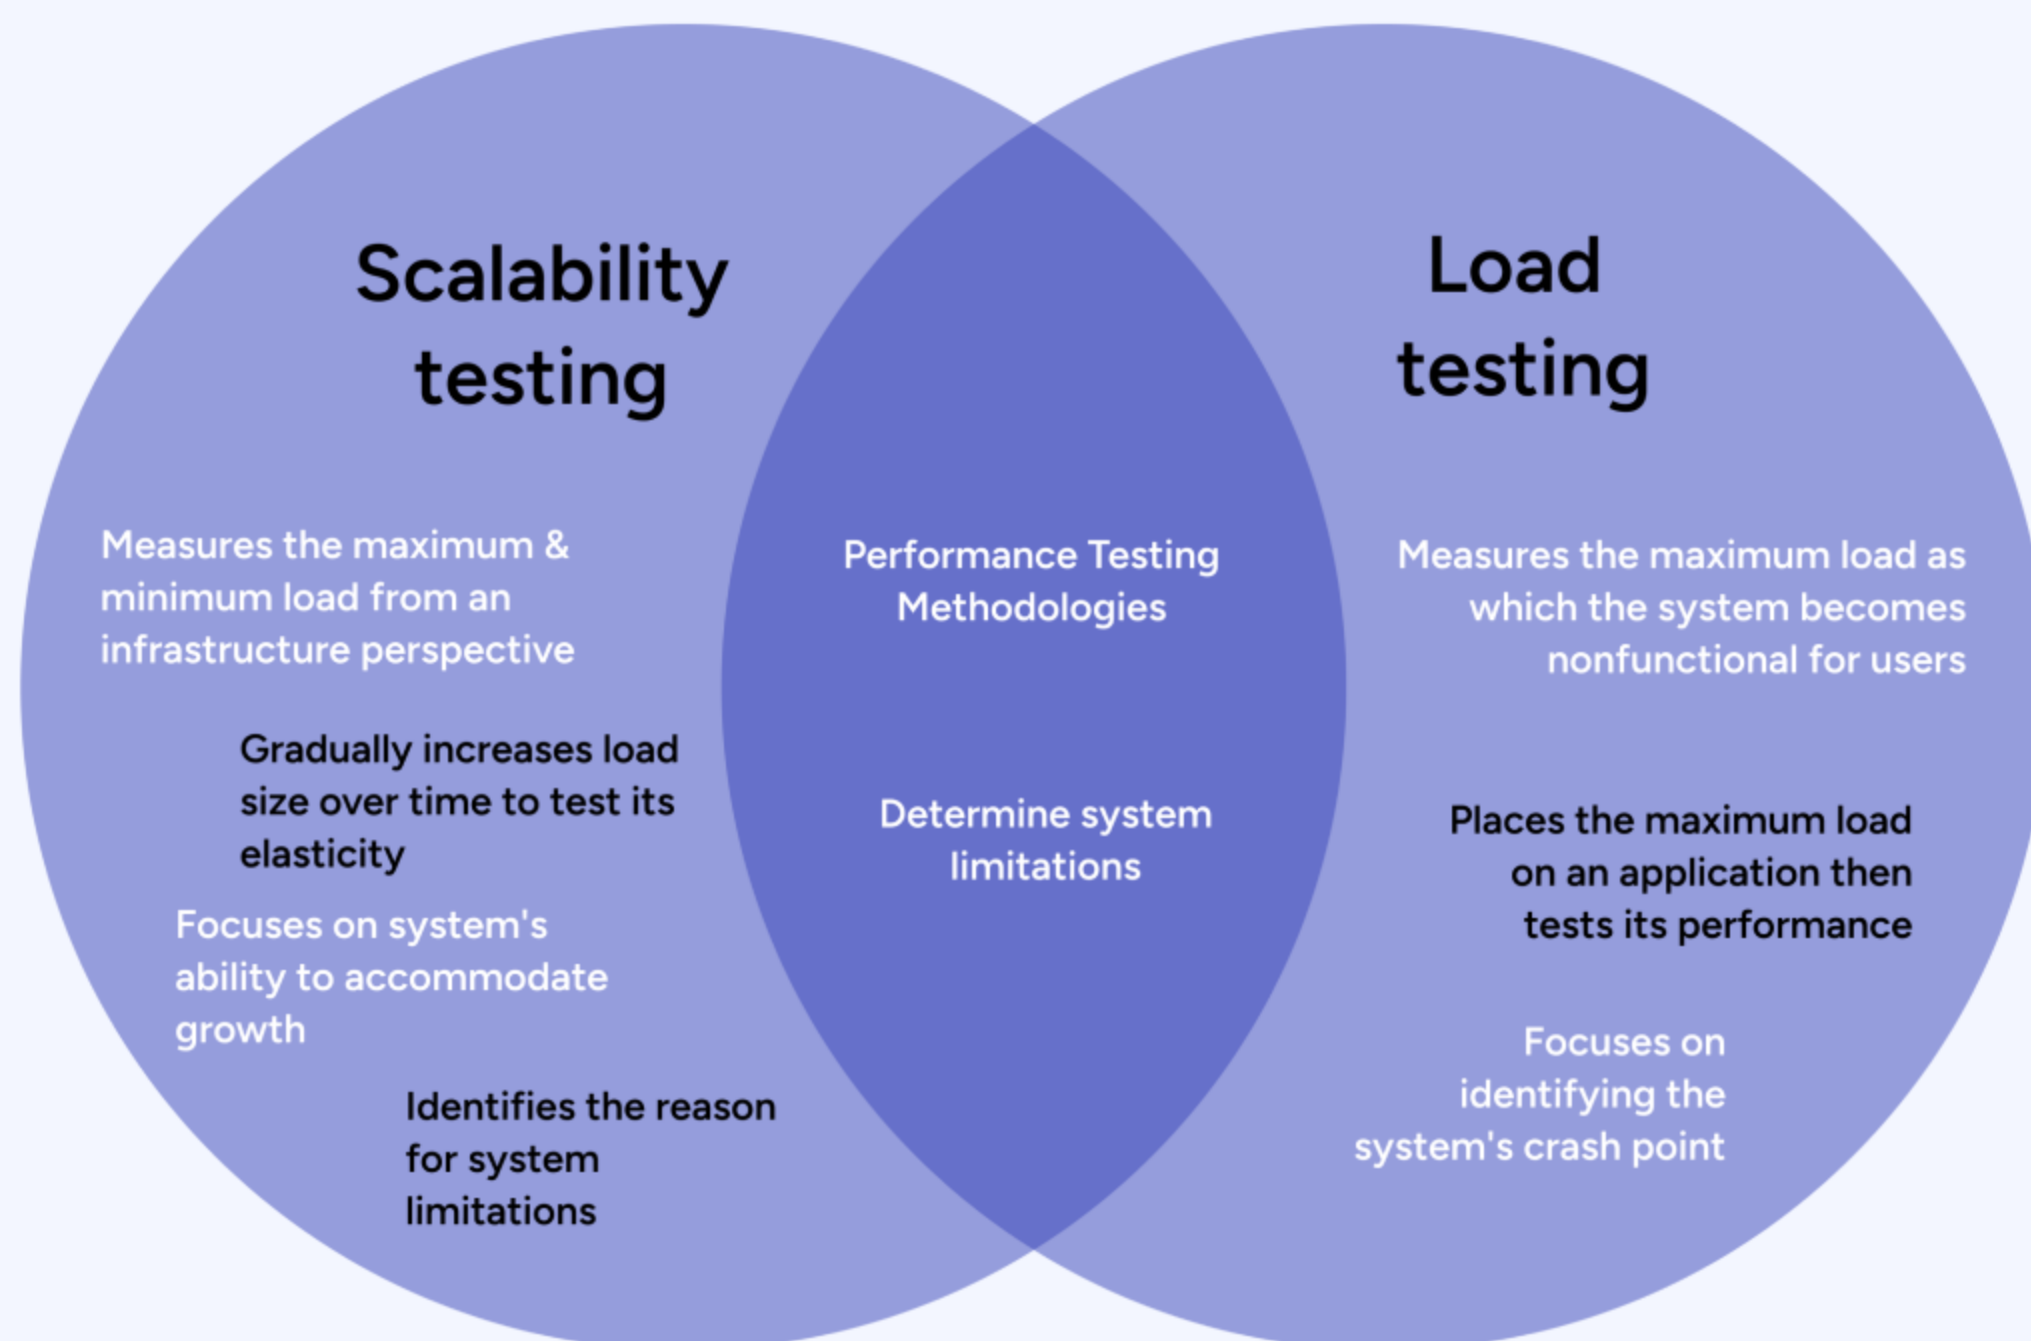 Scalability
testing
Measures the maximum &
minimum load from an
infrastructure perspective
Gradually increases load
size over time to test its
elasticity
Focuses on system's
ability to accommodate
growth
Identifies the reason
for system
limitations
Performance Testing
Methodologies
Determine system
limitations
Load
testing
Measures the maximum load as
which the system becomes
nonfunctional for users
Places the maximum load
on an application then
tests its performance
Focuses on
identifying the
system's crash point